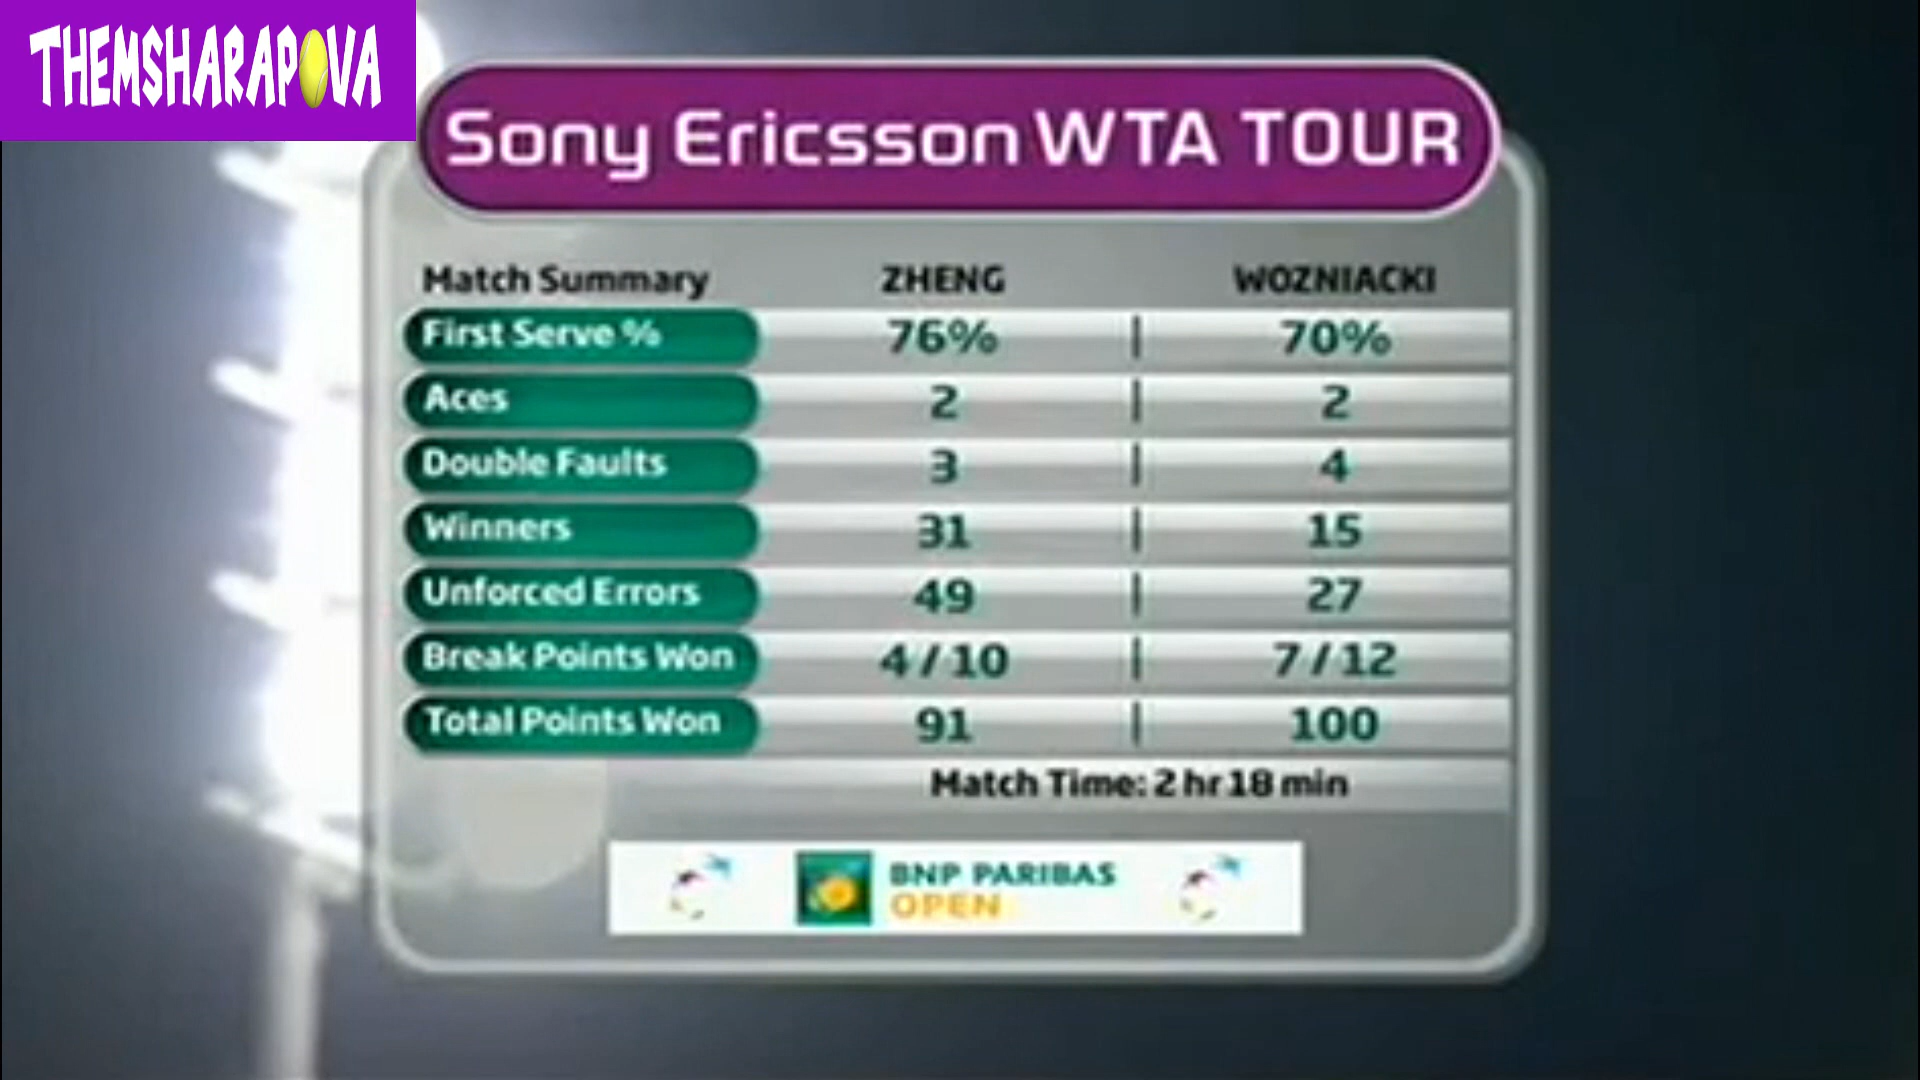 THEMSHARAPOVA
Sony Ericsson WTA TOUR
Match Summary ZHENG WOZNIACKI
First Serve % 76% | 70%
Aces 2 | 2
Double Faults 3 | 4
Winners 31 | 15
Unforced Errors 49 | 27
Break Points Won 4 / 10 | 7 / 12
Total Points Won 91 | 100
Match Time: 2 hr 18 min
BNP PARIBAS
OPEN